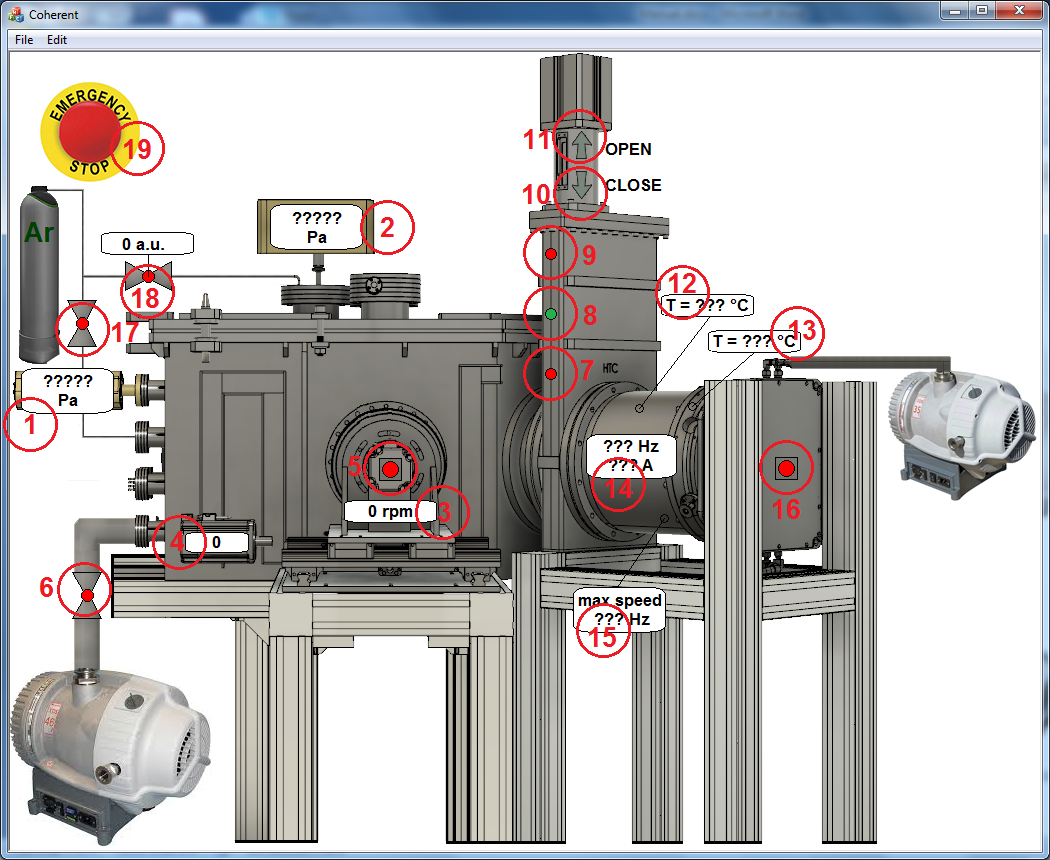 Coherent
File Edit
EMERGENCY
STOP
19
11
OPEN
10
CLOSE
Ar
0 a.u.
?????
Pa
2
9
18
12
T = ??? °C
8
17
13
T = ??? °C
7
HTC
?????
Pa
1
??? Hz
??? A
14
5
16
0 rpm
3
4
0
6
max speed
??? Hz
15